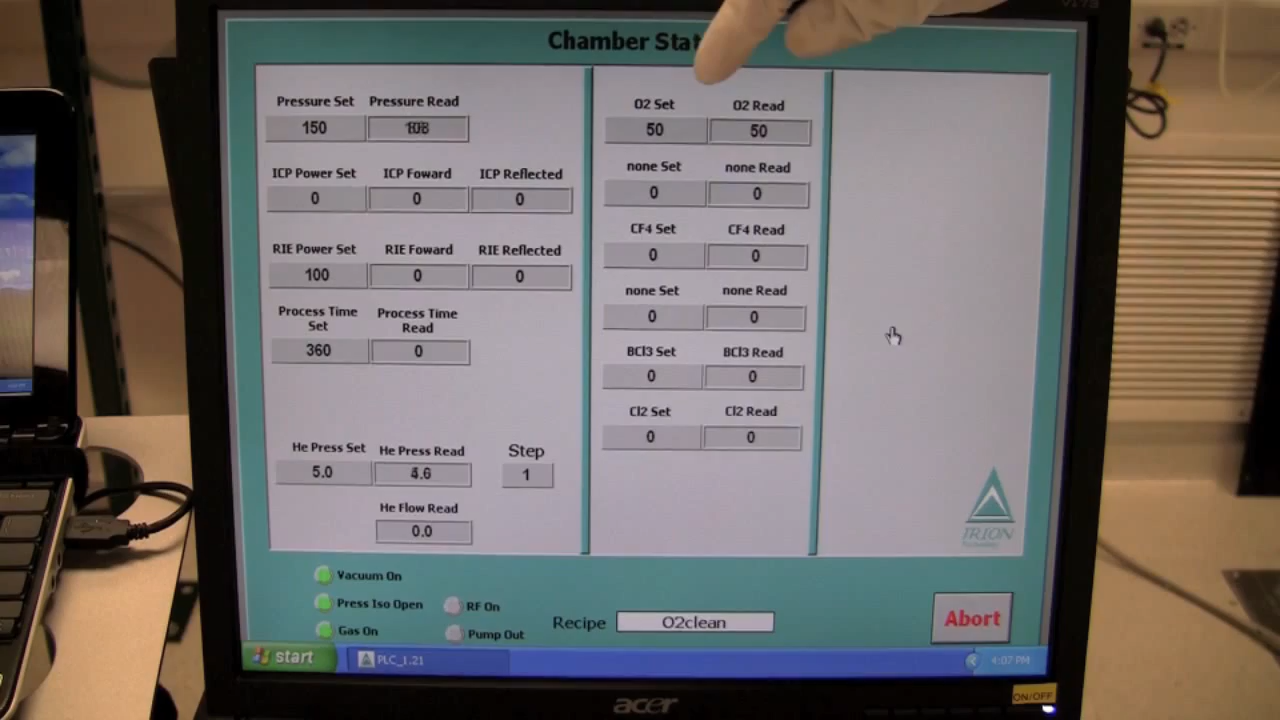 Chamber Stat
Pressure Set Pressure Read
150
ICP Power Set ICP Foward ICP Reflected
0 0 0
RIE Power Set RIE Foward RIE Reflected
100 0 0
Process Time Set Process Time Read
360 0
He Press Set He Press Read Step
5.0 1
He Flow Read
0.0
O2 Set O2 Read
50 50
none Set none Read
0 0
CF4 Set CF4 Read
0 0
none Set none Read
0 0
BCl3 Set BCl3 Read
0 0
Cl2 Set Cl2 Read
0 0
TRION
Vacuum On
Press Iso Open RF On
Gas On Pump Out
Recipe O2clean
Abort
start PLC_1.21 4:07 PM
acer
ON/OFF